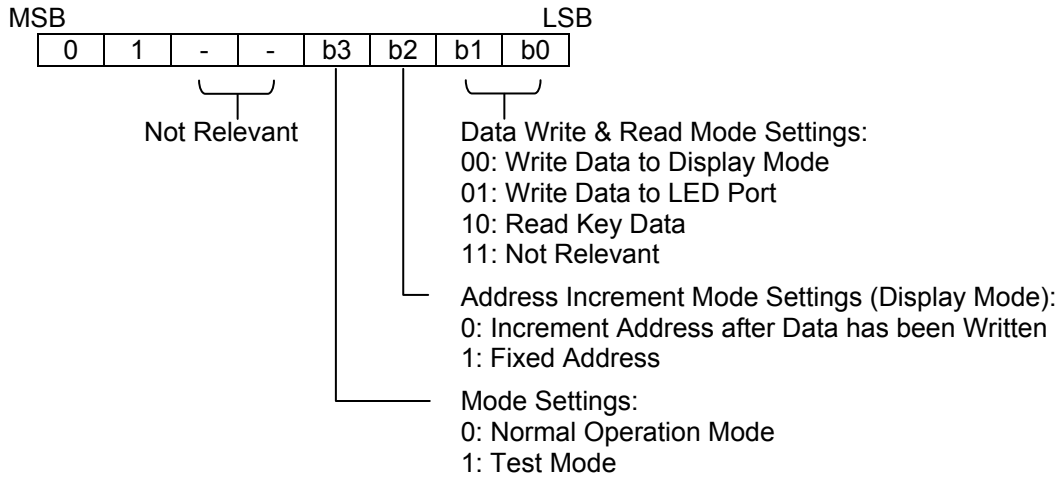 MSB LSB
0 1 - - b3 b2 b1 b0
Not Relevant
Data Write & Read Mode Settings:
00: Write Data to Display Mode
01: Write Data to LED Port
10: Read Key Data
11: Not Relevant
Address Increment Mode Settings (Display Mode):
0: Increment Address after Data has been Written
1: Fixed Address
Mode Settings:
0: Normal Operation Mode
1: Test Mode